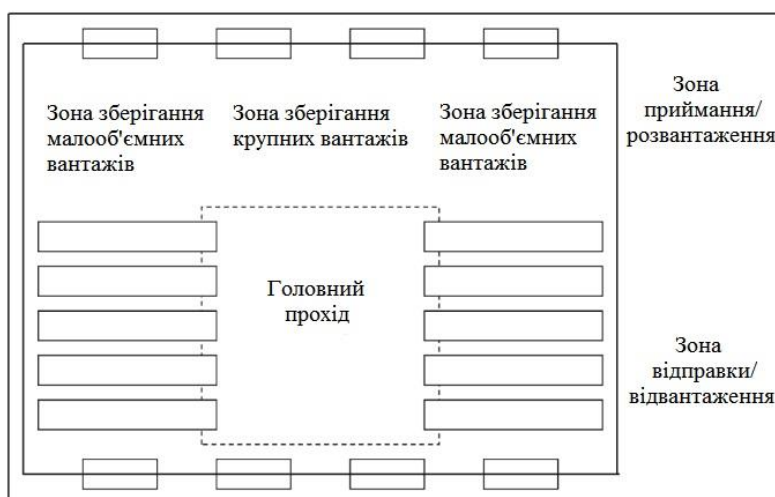 Зона зберігання
малооб'ємних
вантажів
Зона зберігання
крупних вантажів
Зона зберігання
малооб'ємних
вантажів
Зона
приймання/
розвантаження
Головний
прохід
Зона
відправки/
відвантаження